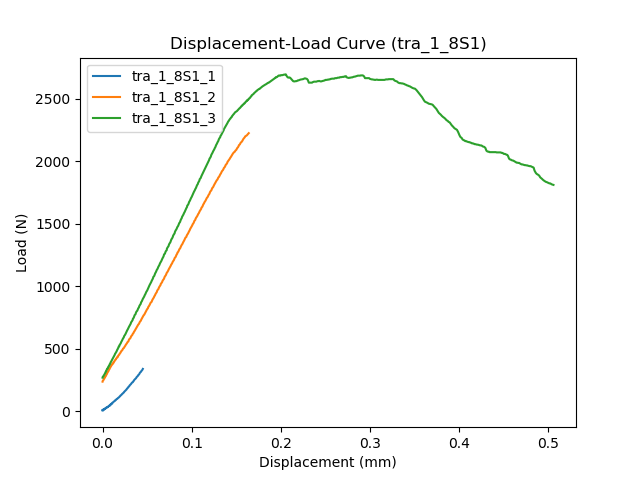 Displacement-Load Curve (tra_1_8S1)
tra_1_8S1_1
tra_1_8S1_2
tra_1_8S1_3
2500
2000
1500
1000
500
0
Load (N)
0.0 0.1 0.2 0.3 0.4 0.5
Displacement (mm)